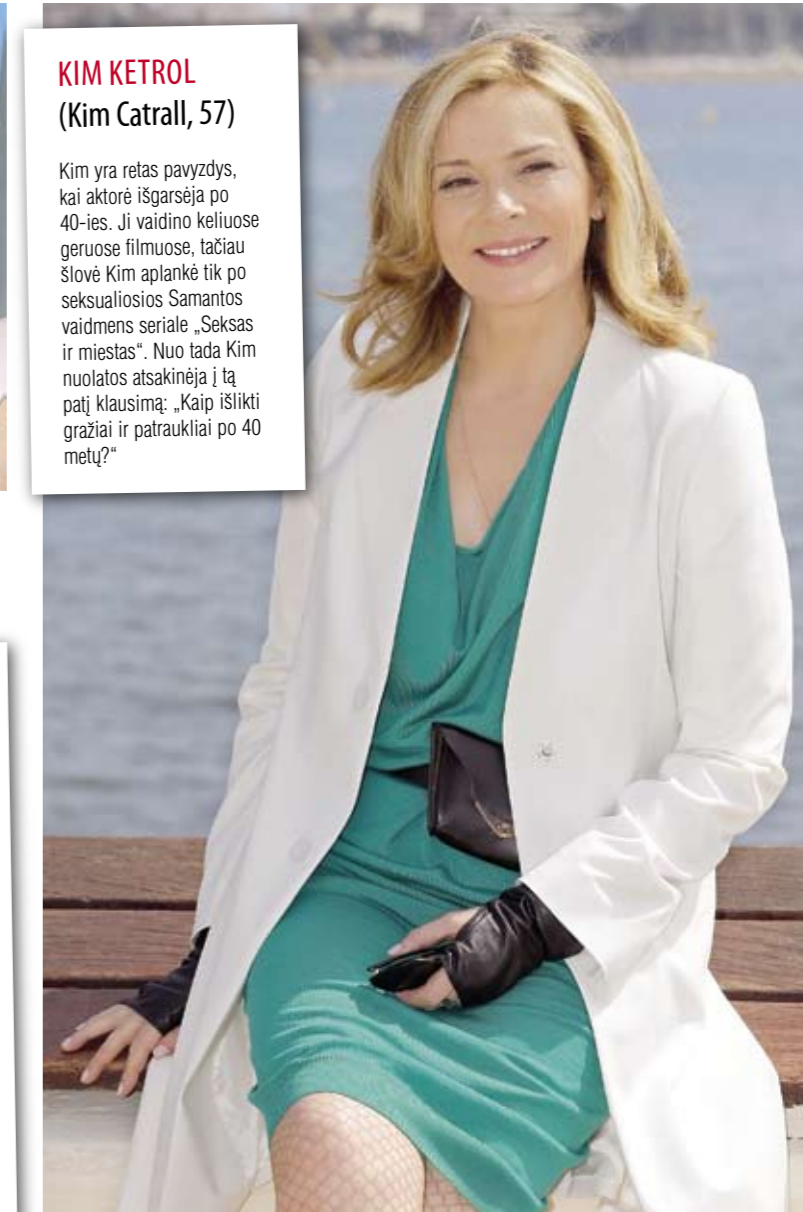 KIM KETROL
(Kim Catrall, 57)
Kim yra retas pavyzdys,
kai aktorė išgarsėja po
40-ies. Ji vaidino keliuose
geruose filmuose, tačiau
šlovė Kim aplankė tik po
seksualiosios Samantos
vaidmens seriale „Seksas
ir miestas“. Nuo tada Kim
nuolatos atsakinėja į tą
patį klausimą: „Kaip išlikti
gražiai ir patraukliai po 40
metų?“